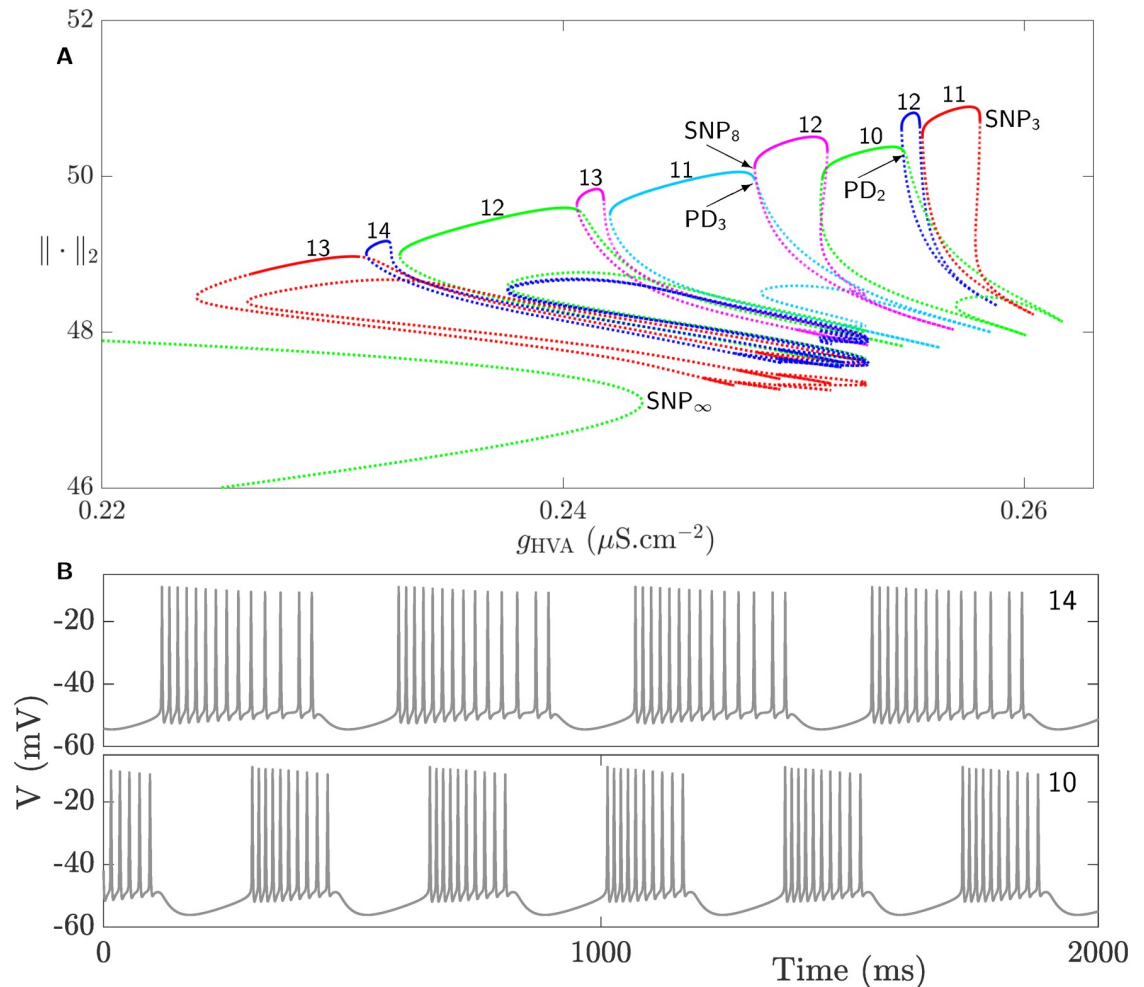 52
A
11
12
SNP₃
SNP₈
12
10
50
13
11
PD₂
PD₃
12
‖ · ‖₂
14
13
48
SNP∞
46
0.22
0.24
0.26
g_HVA (μS.cm⁻²)
B
14
-20
-40
-60
V (mV)
10
-20
-40
-60
0
1000
2000
Time (ms)